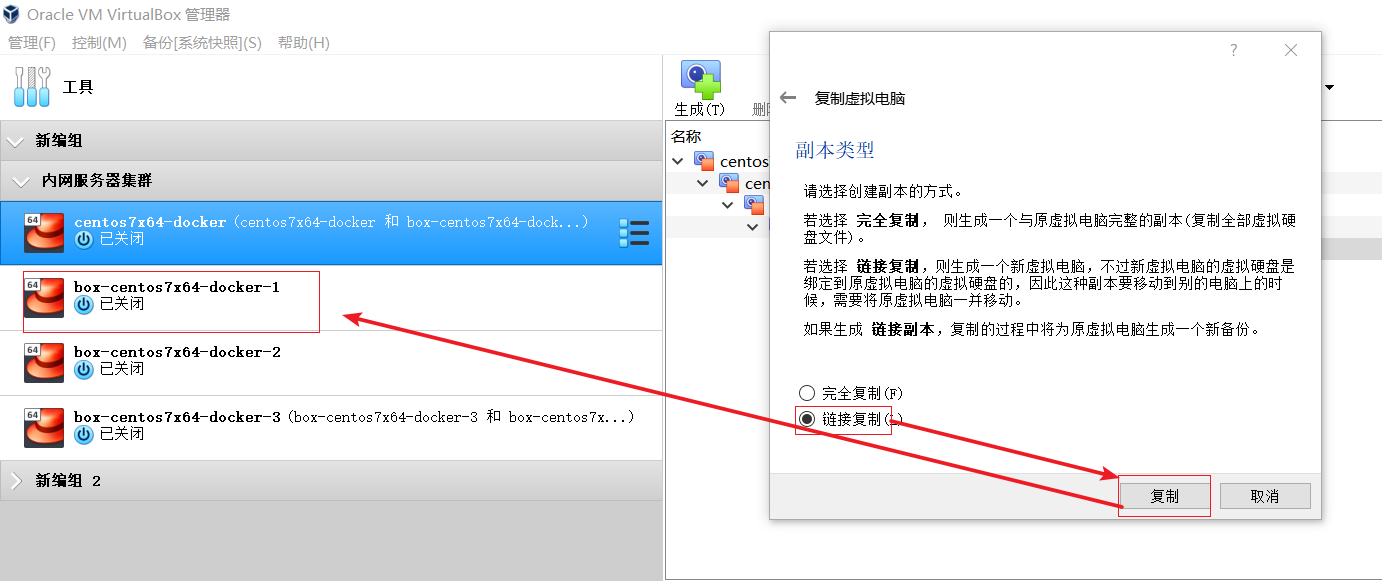 Oracle VM VirtualBox 管理器
管理(F) 控制(M) 备份[系统快照](S) 帮助(H)
工具
新编组
内网服务器集群
64
centos7x64-docker (centos7x64-docker 和 box-centos7x64-dock...)
已关闭
64
box-centos7x64-docker-1
已关闭
64
box-centos7x64-docker-2
已关闭
64
box-centos7x64-docker-3 (box-centos7x64-docker-3 和 box-centos7x...)
已关闭
新编组 2
生成(T)
名称
centos
cen
?
复制虚拟电脑
副本类型
请选择创建副本的方式。
若选择 完全复制， 则生成一个与原虚拟电脑完整的副本(复制全部虚拟硬
盘文件)。
若选择 链接复制，则生成一个新虚拟电脑，不过新虚拟电脑的虚拟硬盘是
绑定到原虚拟电脑的虚拟硬盘的，因此这种副本要移动到别的电脑上的时
候，需要将原虚拟电脑一并移动。
如果生成 链接副本，复制的过程中将为原虚拟电脑生成一个新备份。
完全复制(F)
链接复制(L)
复制
取消